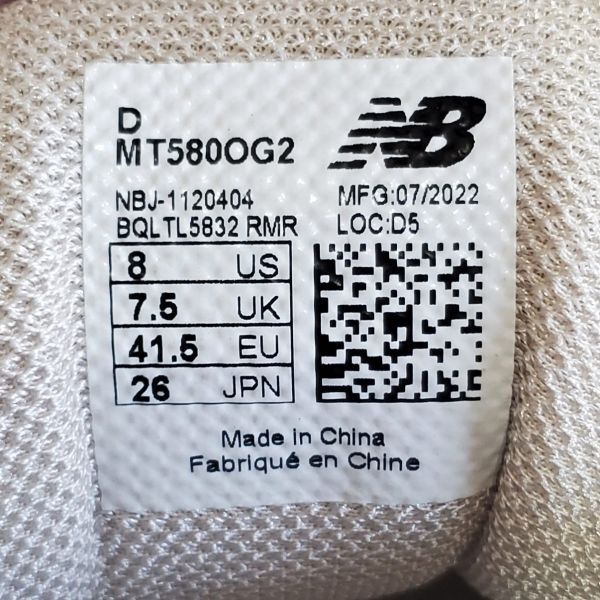 D
MT580OG2
NB
NBJ-1120404 MFG:07/2022
BQLTL5832 RMR LOC:D5
8 US
7.5 UK
41.5 EU
26 JPN
Made in China
Fabriqué en Chine